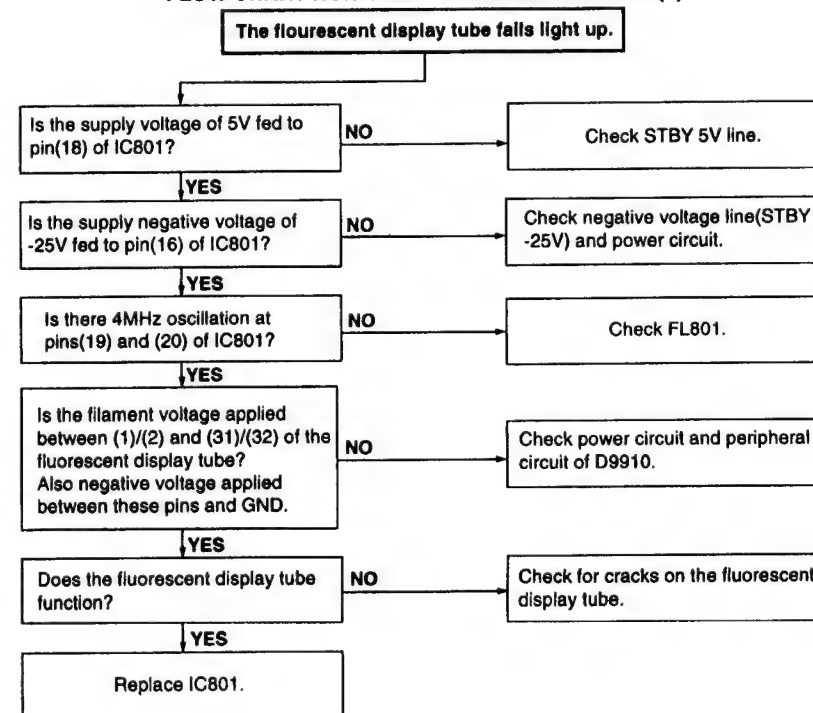 The flourescent display tube fails light up.
Is the supply voltage of 5V fed to
pin(18) of IC801?
NO
Check STBY 5V line.
YES
Is the supply negative voltage of
-25V fed to pin(16) of IC801?
NO
Check negative voltage line(STBY
-25V) and power circuit.
YES
Is there 4MHz oscillation at
pins(19) and (20) of IC801?
NO
Check FL801.
YES
Is the filament voltage applied
between (1)/(2) and (31)/(32) of the
fluorescent display tube?
Also negative voltage applied
between these pins and GND.
NO
Check power circuit and peripheral
circuit of D9910.
YES
Does the fluorescent display tube
function?
NO
Check for cracks on the fluorescent
display tube.
YES
Replace IC801.